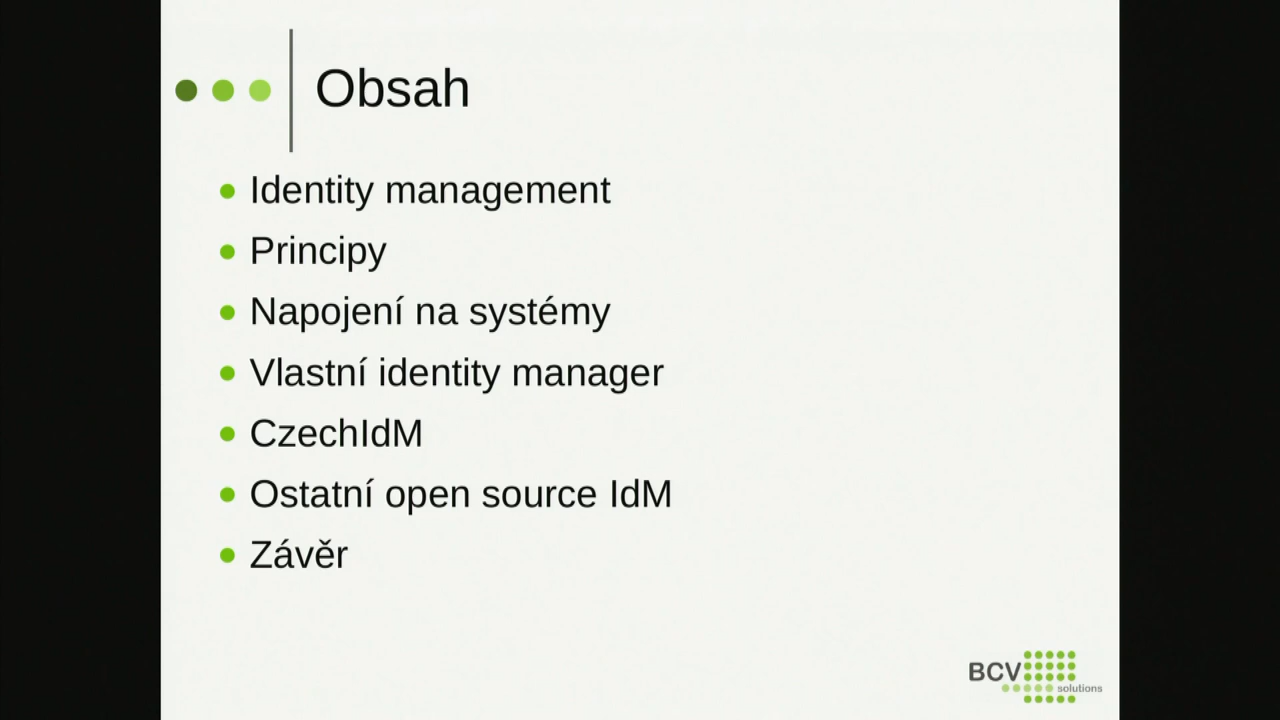 Obsah
Identity management
Principy
Napojení na systémy
Vlastní identity manager
CzechIdM
Ostatní open source IdM
Závěr
BCV
solutions